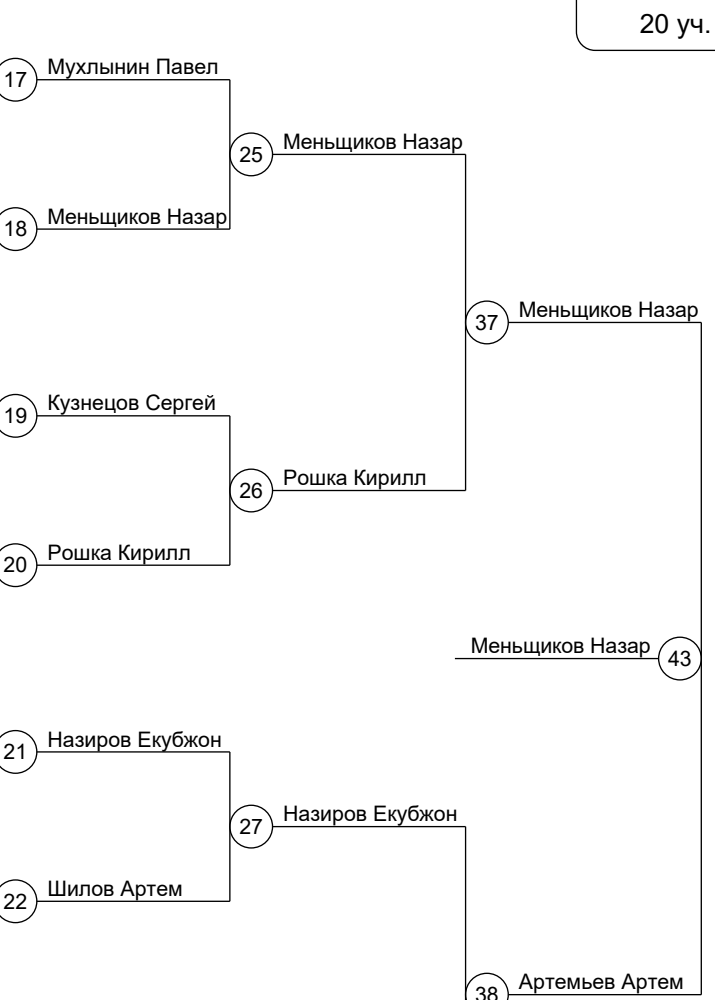 20 уч.
17 Мухлынин Павел
25 Меньщиков Назар
18 Меньщиков Назар
37 Меньщиков Назар
19 Кузнецов Сергей
26 Рошка Кирилл
20 Рошка Кирилл
Меньщиков Назар 43
21 Назиров Екубжон
27 Назиров Екубжон
22 Шилов Артем
38 Артемьев Артем